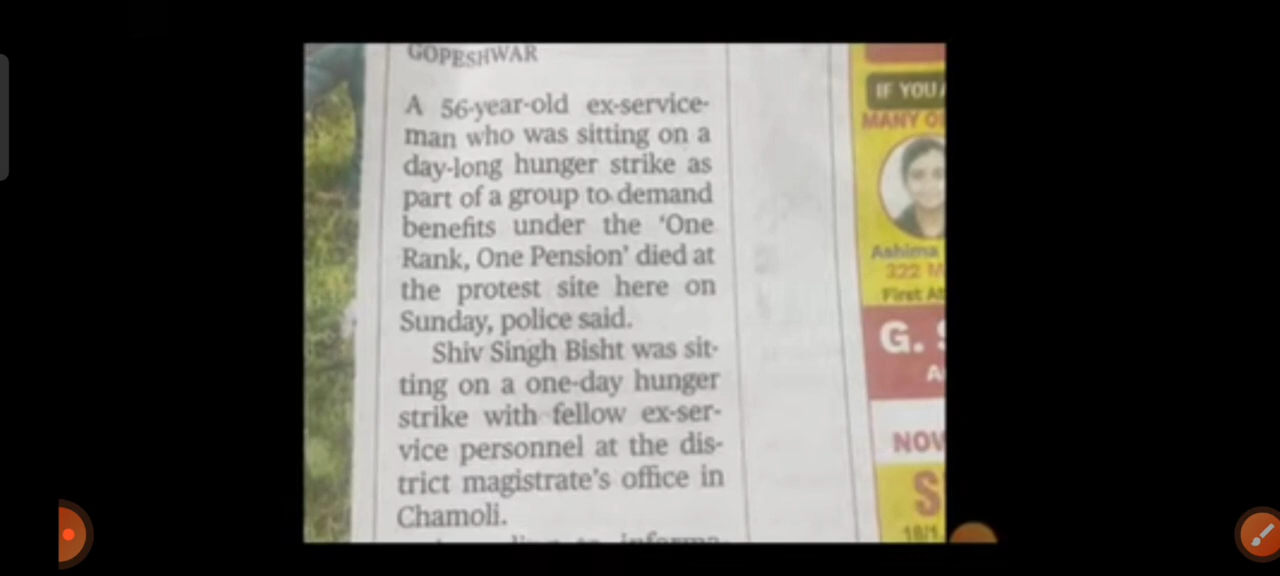 GOPESHWAR
A 56-year-old ex-service-
man who was sitting on a
day-long hunger strike as
part of a group to demand
benefits under the ‘One
Rank, One Pension’ died at
the protest site here on
Sunday, police said.
Shiv Singh Bisht was sit-
ting on a one-day hunger
strike with fellow ex-ser-
vice personnel at the dis-
trict magistrate’s office in
Chamoli.
IF YOU
MANY
Ashima
322
First
G.
NOV